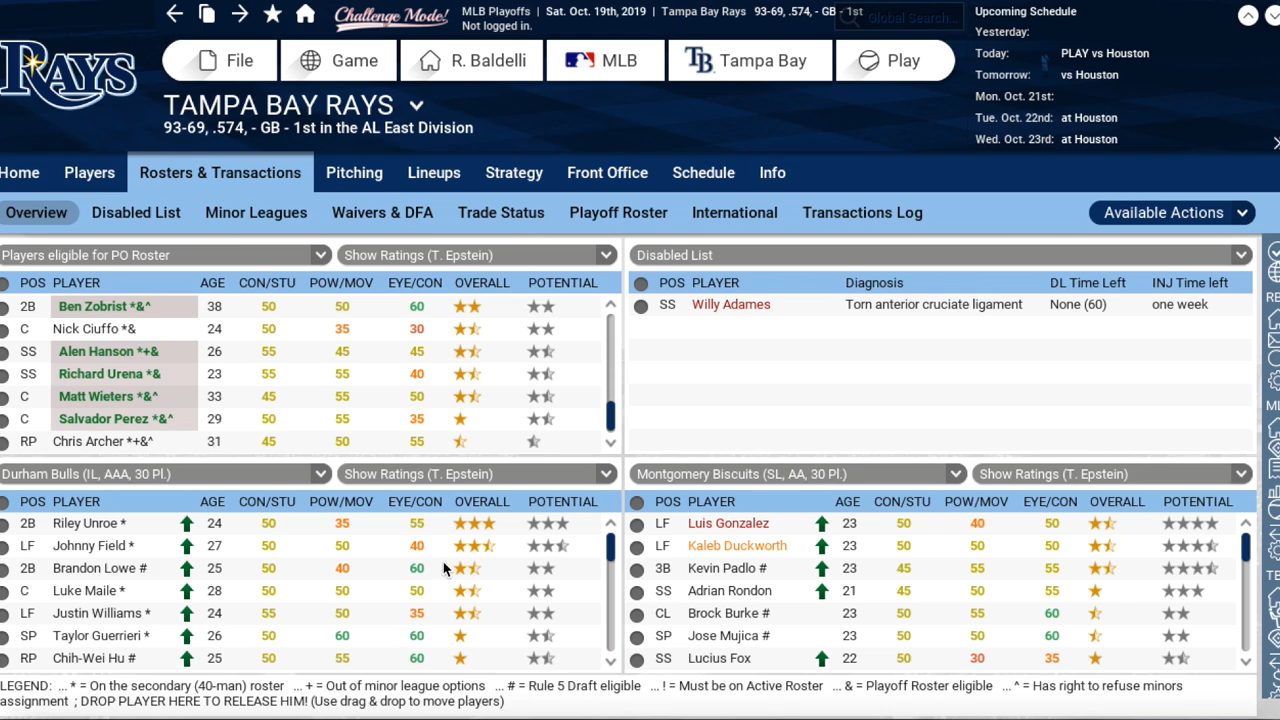 Challenge Mode!
MLB Playoffs | Sat. Oct. 19th, 2019 | Tampa Bay Rays 93-69, .574, - GB - 1st
Not logged in.
Global Search...
Upcoming Schedule
Yesterday:
Today: PLAY vs Houston
Tomorrow: vs Houston
Mon. Oct. 21st:
Tue. Oct. 22nd: at Houston
Wed. Oct. 23rd: at Houston
RAYS
File
Game
R. Baldelli
MLB
TB Tampa Bay
Play
TAMPA BAY RAYS
93-69, .574, - GB - 1st in the AL East Division
Home Players Rosters & Transactions Pitching Lineups Strategy Front Office Schedule Info
Overview Disabled List Minor Leagues Waivers & DFA Trade Status Playoff Roster International Transactions Log Available Actions
Players eligible for PO Roster Show Ratings (T. Epstein)
POS PLAYER AGE CON/STU POW/MOV EYE/CON OVERALL POTENTIAL
2B Ben Zobrist *&^ 38 50 50 60
C Nick Ciuffo *& 24 50 35 30
SS Alen Hanson *+& 26 55 45 45
SS Richard Urena *& 23 55 55 40
C Matt Wieters *&^ 33 45 55 50
C Salvador Perez *&^ 29 50 55 35
RP Chris Archer *+&^ 31 45 50 55
Disabled List
POS PLAYER Diagnosis DL Time Left INJ Time left
SS Willy Adames Torn anterior cruciate ligament None (60) one week
Durham Bulls (IL, AAA, 30 Pl.) Show Ratings (T. Epstein)
POS PLAYER AGE CON/STU POW/MOV EYE/CON OVERALL POTENTIAL
2B Riley Unroe * 24 50 35 55
LF Johnny Field * 27 50 50 40
2B Brandon Lowe # 25 50 40 60
C Luke Maile * 28 50 50 50
LF Justin Williams * 24 55 50 35
SP Taylor Guerrieri * 26 50 60 60
RP Chih-Wei Hu # 25 50 55 60
Montgomery Biscuits (SL, AA, 30 Pl.) Show Ratings (T. Epstein)
POS PLAYER AGE CON/STU POW/MOV EYE/CON OVERALL POTENTIAL
LF Luis Gonzalez 23 50 40 50
LF Kaleb Duckworth 23 50 50 50
3B Kevin Padlo # 23 45 55 55
SS Adrian Rondon 21 45 50 55
CL Brock Burke # 23 50 55 60
SP Jose Mujica # 23 50 50 60
SS Lucius Fox 22 50 30 35
LEGEND: ... * = On the secondary (40-man) roster ... + = Out of minor league options ... # = Rule 5 Draft eligible ... ! = Must be on Active Roster ... & = Playoff Roster eligible ... ^ = Has right to refuse minors
assignment ; DROP PLAYER HERE TO RELEASE HIM! (Use drag & drop to move players)